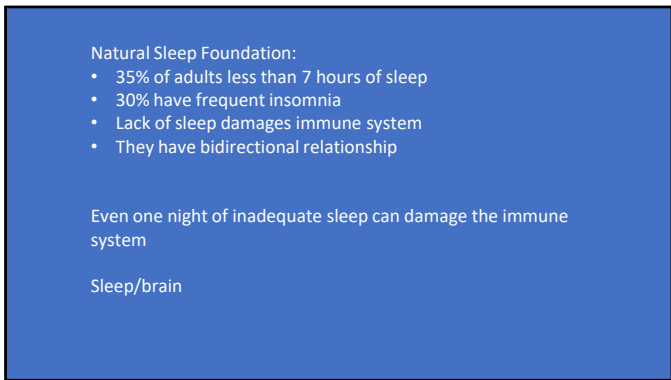 Natural Sleep Foundation:
• 35% of adults less than 7 hours of sleep
• 30% have frequent insomnia
• Lack of sleep damages immune system
• They have bidirectional relationship
Even one night of inadequate sleep can damage the immune
system
Sleep/brain